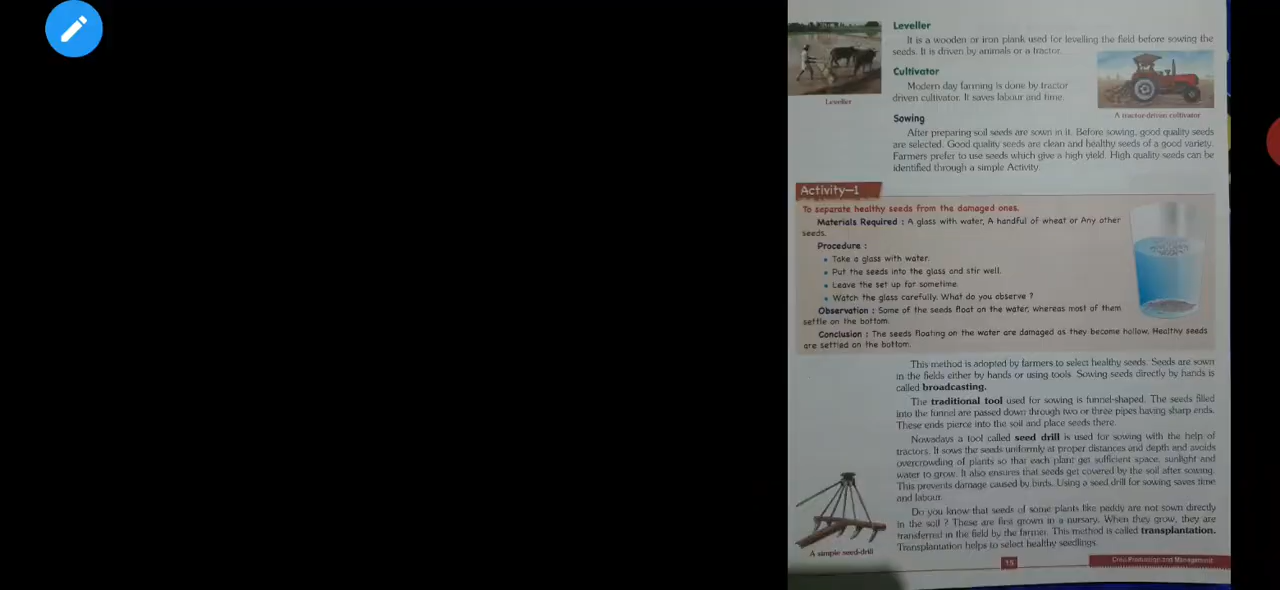 Leveller
It is a wooden or iron plank used for levelling the field before sowing the
seeds. It is driven by animals or a tractor.
Leveller
Cultivator
Modern day farming is done by tractor
driven cultivator. It saves labour and time.
A tractor-driven cultivator
Sowing
After preparing soil seeds are sown in it. Before sowing, good quality seeds
are selected. Good quality seeds are clean and healthy seeds of a good variety.
Farmers prefer to use seeds which give a high yield. High quality seeds can be
identified through a simple Activity.
Activity-1
To separate healthy seeds from the damaged ones.
Materials Required : A glass with water, A handful of wheat or Any other
seeds.
Procedure :
• Take a glass with water.
• Put the seeds into the glass and stir well.
• Leave the set up for sometime.
• Watch the glass carefully. What do you observe ?
Observation : Some of the seeds float on the water, whereas most of them
settle on the bottom.
Conclusion : The seeds floating on the water are damaged as they become hollow. Healthy seeds
are settled on the bottom.
This method is adopted by farmers to select healthy seeds. Seeds are sown
in the fields either by hands or using tools. Sowing seeds directly by hands is
called broadcasting.
The traditional tool used for sowing is funnel-shaped. The seeds filled
into the funnel are passed down through two or three pipes having sharp ends.
These ends pierce into the soil and place seeds there.
Nowadays a tool called seed drill is used for sowing with the help of
tractors. It sows the seeds uniformly at proper distances and depth and avoids
overcrowding of plants so that each plant get sufficient space, sunlight and
water to grow. It also ensures that seeds get covered by the soil after sowing.
This prevents damage caused by birds. Using a seed drill for sowing saves time
and labour.
A simple seed-drill
Do you know that seeds of some plants like paddy are not sown directly
in the soil ? These are first grown in a nursary. When they grow, they are
transferred in the field by the farmer. This method is called transplantation.
Transplantation helps to select healthy seedlings.
15
Crop Production and Management